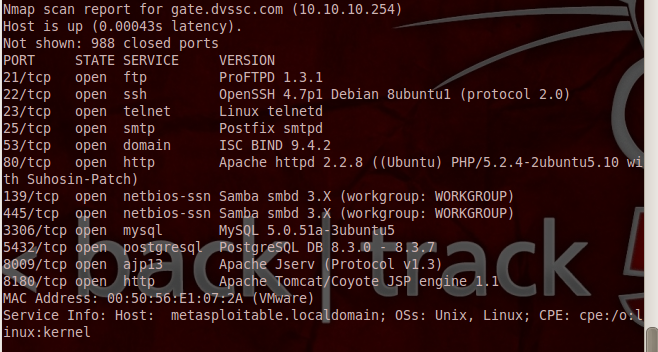 Nmap scan report for gate.dvssc.com (10.10.10.254)
Host is up (0.00043s latency).
Not shown: 988 closed ports
PORT     STATE SERVICE     VERSION
21/tcp   open  ftp         ProFTPD 1.3.1
22/tcp   open  ssh         OpenSSH 4.7p1 Debian 8ubuntu1 (protocol 2.0)
23/tcp   open  telnet      Linux telnetd
25/tcp   open  smtp        Postfix smtpd
53/tcp   open  domain      ISC BIND 9.4.2
80/tcp   open  http        Apache httpd 2.2.8 ((Ubuntu) PHP/5.2.4-2ubuntu5.10 wi
th Suhosin-Patch)
139/tcp  open  netbios-ssn Samba smbd 3.X (workgroup: WORKGROUP)
445/tcp  open  netbios-ssn Samba smbd 3.X (workgroup: WORKGROUP)
3306/tcp open  mysql       MySQL 5.0.51a-3ubuntu5
5432/tcp open  postgresql  PostgreSQL DB 8.3.0 - 8.3.7
8009/tcp open  ajp13       Apache Jserv (Protocol v1.3)
8180/tcp open  http        Apache Tomcat/Coyote JSP engine 1.1
MAC Address: 00:50:56:E1:07:2A (VMware)
Service Info: Host:  metasploitable.localdomain; OSs: Unix, Linux; CPE: cpe:/o:l
inux:kernel
<< back | track 5